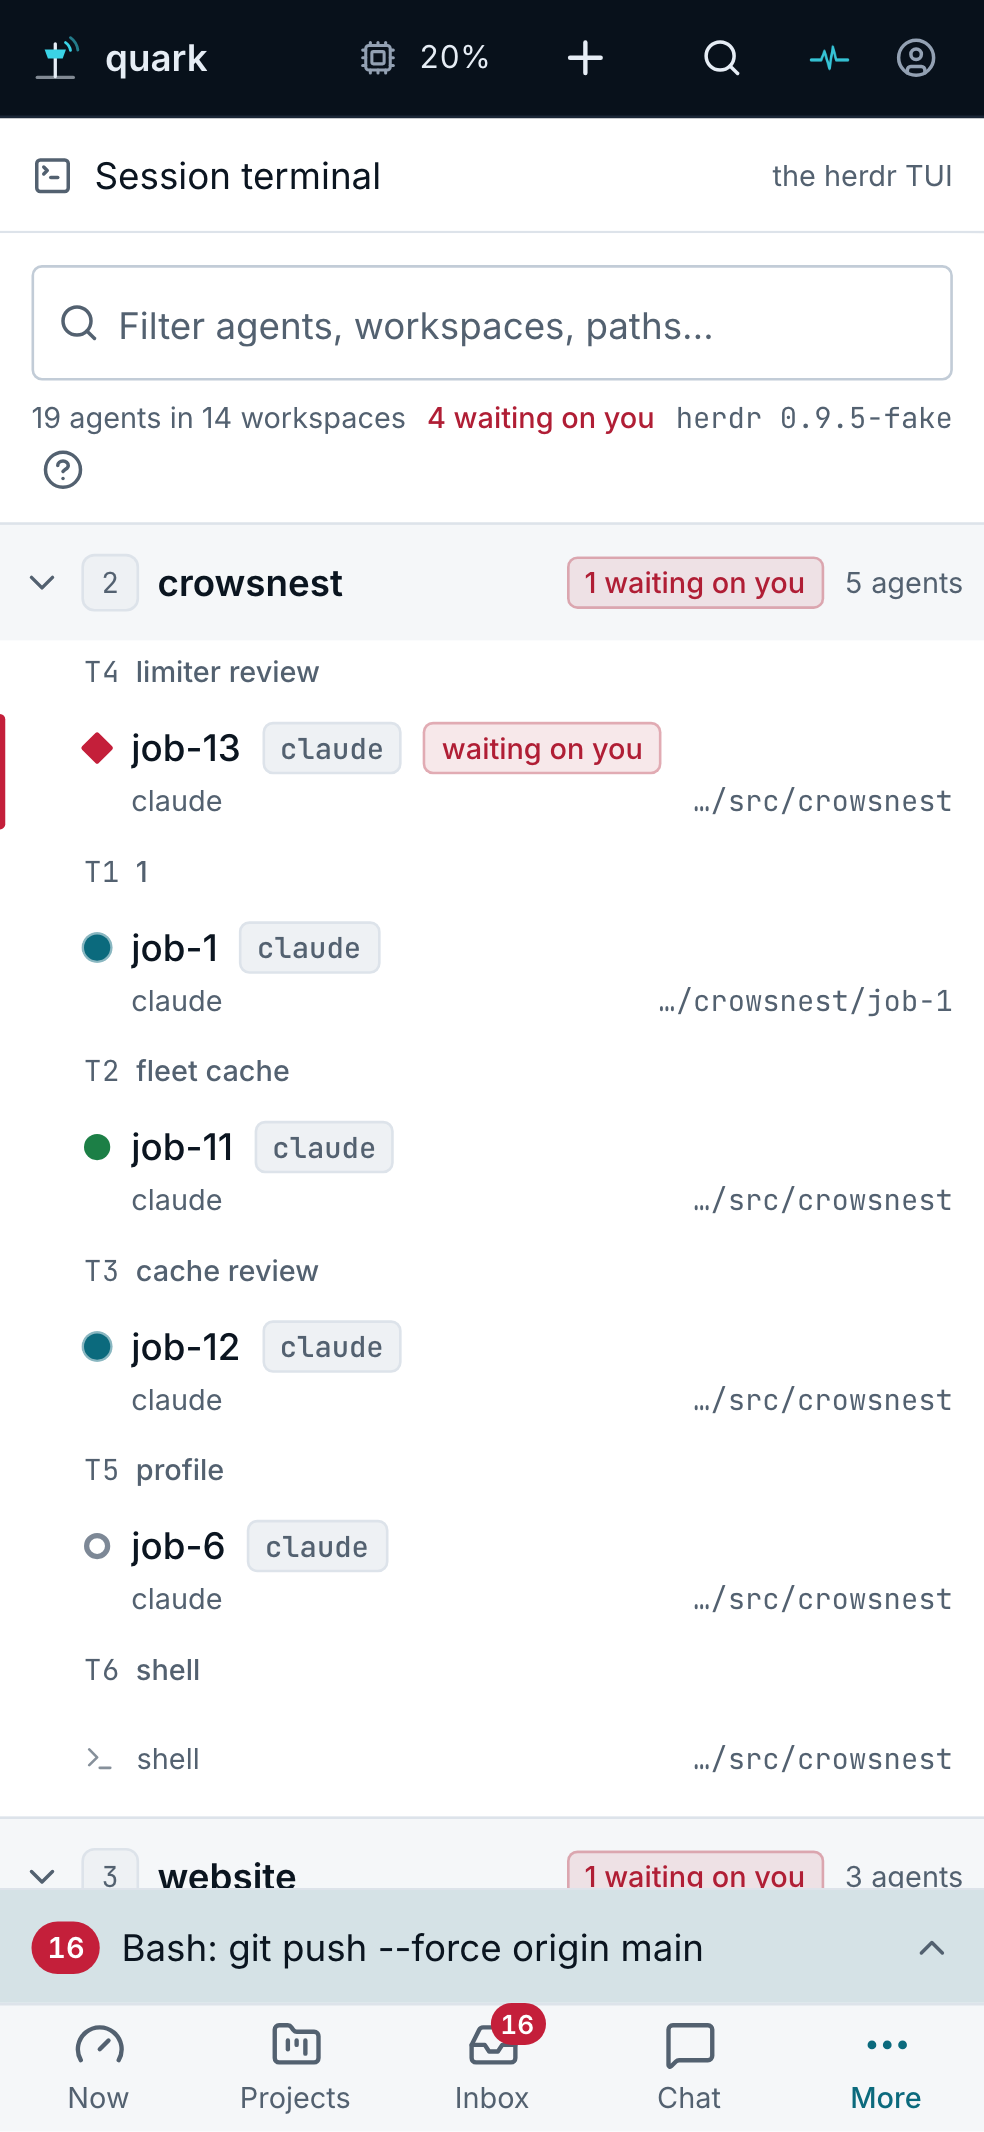 quark 20%
Session terminal the herdr TUI
Filter agents, workspaces, paths...
19 agents in 14 workspaces 4 waiting on you herdr 0.9.5-fake
2 crowsnest 1 waiting on you 5 agents
T4 limiter review
job-13 claude waiting on you
claude …/src/crowsnest
T1 1
job-1 claude
claude …/crowsnest/job-1
T2 fleet cache
job-11 claude
claude …/src/crowsnest
T3 cache review
job-12 claude
claude …/src/crowsnest
T5 profile
job-6 claude
claude …/src/crowsnest
T6 shell
shell …/src/crowsnest
3 website 1 waiting on you 3 agents
16 Bash: git push --force origin main
16
Now Projects Inbox Chat More